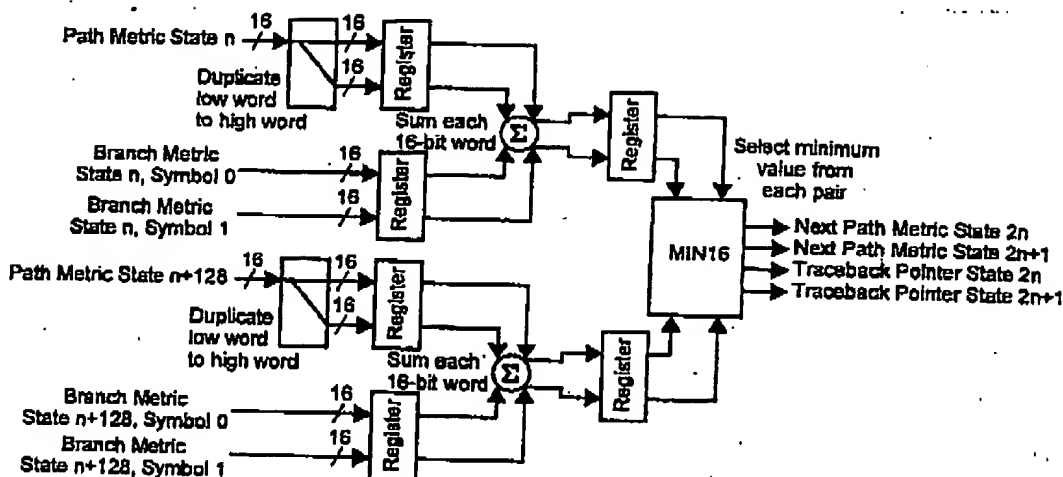 16
16
Path Metric State n
16
Duplicate
low word
to high word
Register
Sum each
16-bit word
Σ
Register
Branch Metric
State n, Symbol 0
16
Branch Metric
State n, Symbol 1
16
Register
Select minimum
value from
each pair
MIN16
Next Path Metric State 2n
Next Path Metric State 2n+1
Traceback Pointer State 2n
Traceback Pointer State 2n+1
Path Metric State n+128
16
16
16
Duplicate
low word
to high word
Register
Sum each
16-bit word
Σ
Register
Branch Metric
State n+128, Symbol 0
16
Branch Metric
State n+128, Symbol 1
16
Register